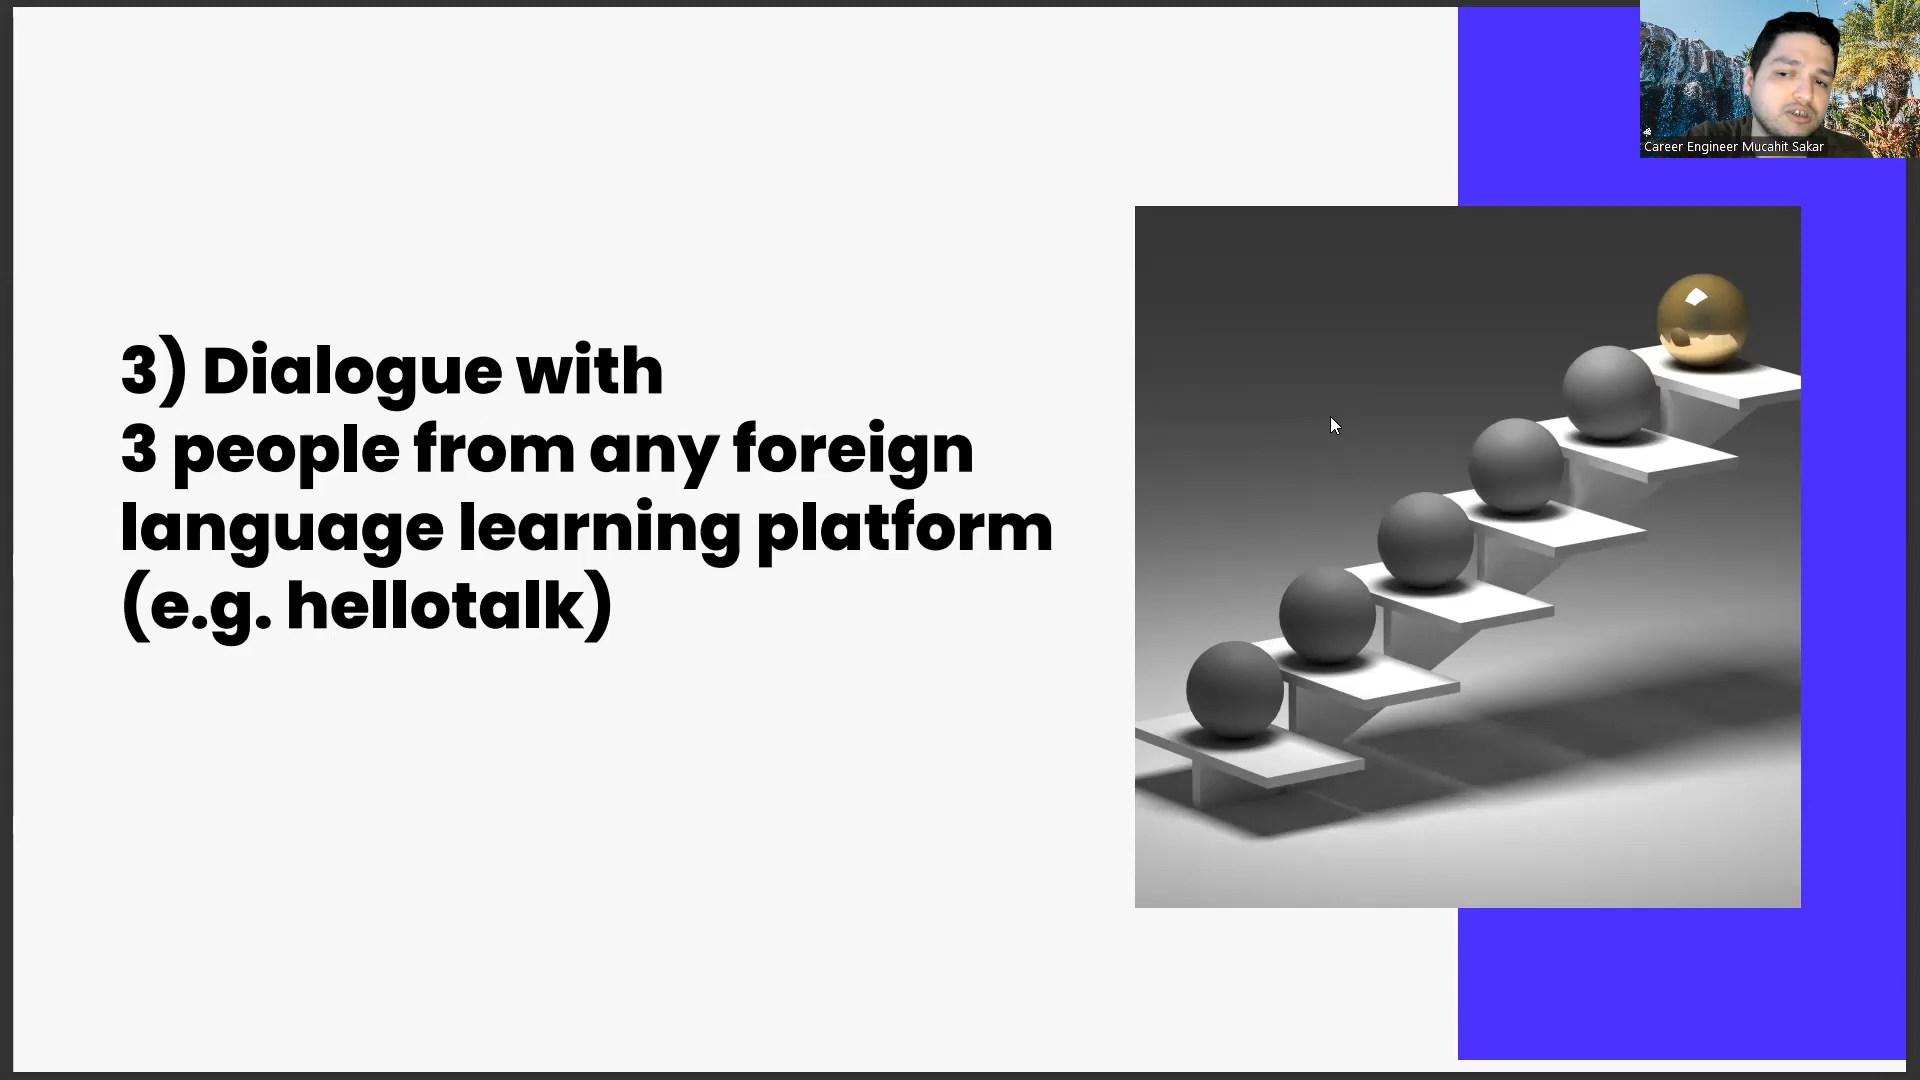 3) Dialogue with
3 people from any foreign
language learning platform
(e.g. hellotalk)
Career Engineer Mucahit Sakar